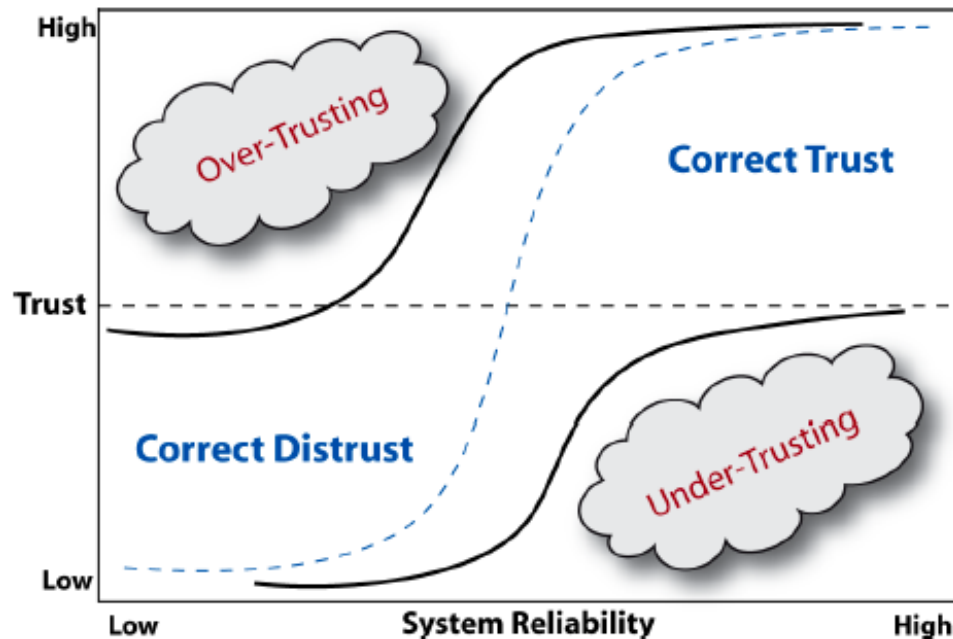 High
Over-Trusting
Correct Trust
Trust
Correct Distrust
Under-Trusting
Low
Low System Reliability High